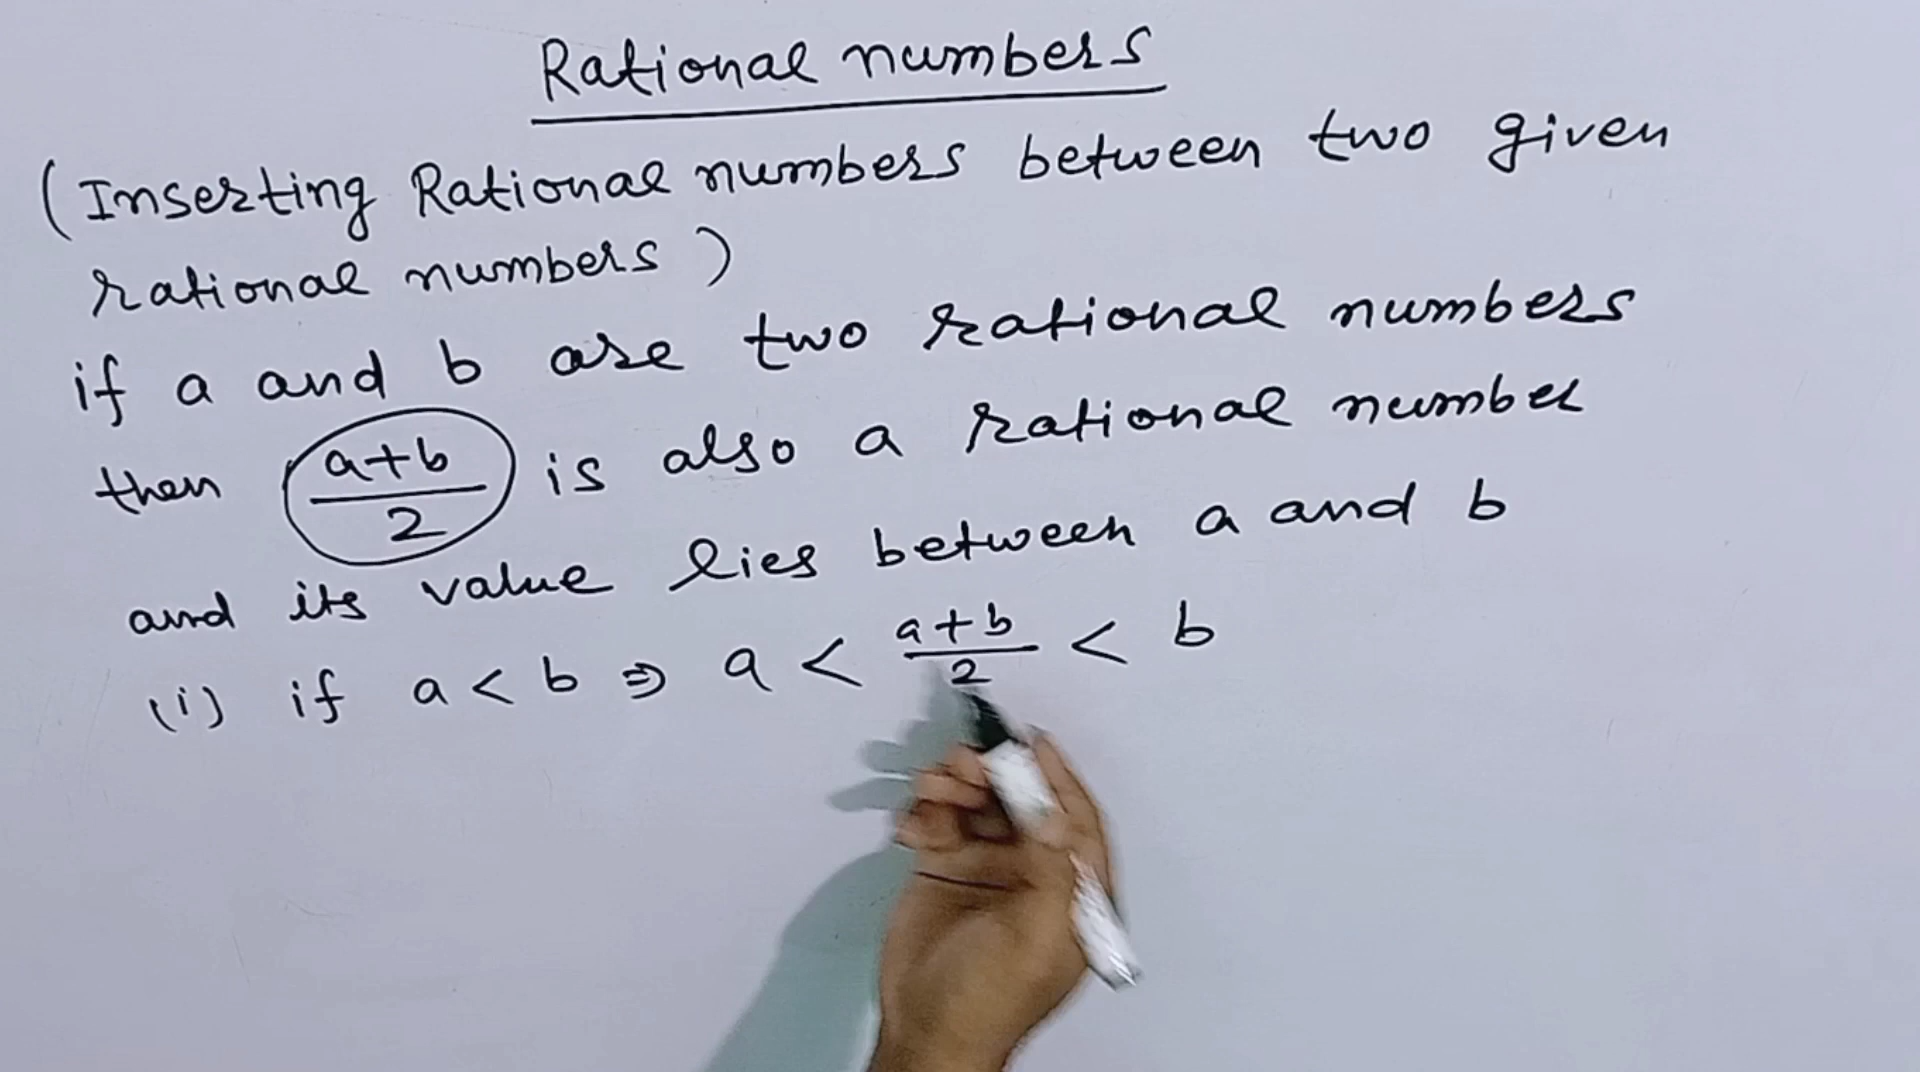 Rational numbers
(Inserting Rational numbers between two given
rational numbers)
if a and b are two rational numbers
then a+b/2 is also a rational number
and its value lies between a and b
(i) if a < b ⇒ a < a+b/2 < b